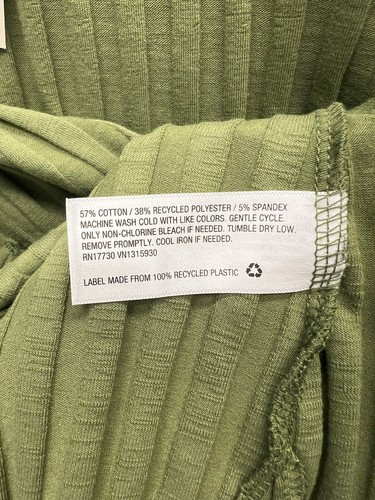 57% COTTON / 38% RECYCLED POLYESTER / 5% SPANDEX
MACHINE WASH COLD WITH LIKE COLORS. GENTLE CYCLE.
ONLY NON-CHLORINE BLEACH IF NEEDED. TUMBLE DRY LOW.
REMOVE PROMPTLY. COOL IRON IF NEEDED.
RN17730 VN1315930
LABEL MADE FROM 100% RECYCLED PLASTIC